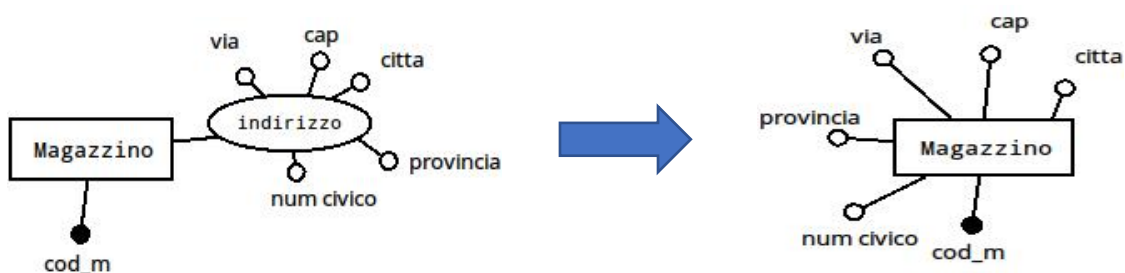 via
cap
citta
indirizzo
Magazzino
provincia
num civico
cod_m
via
cap
citta
provincia
Magazzino
num civico
cod_m